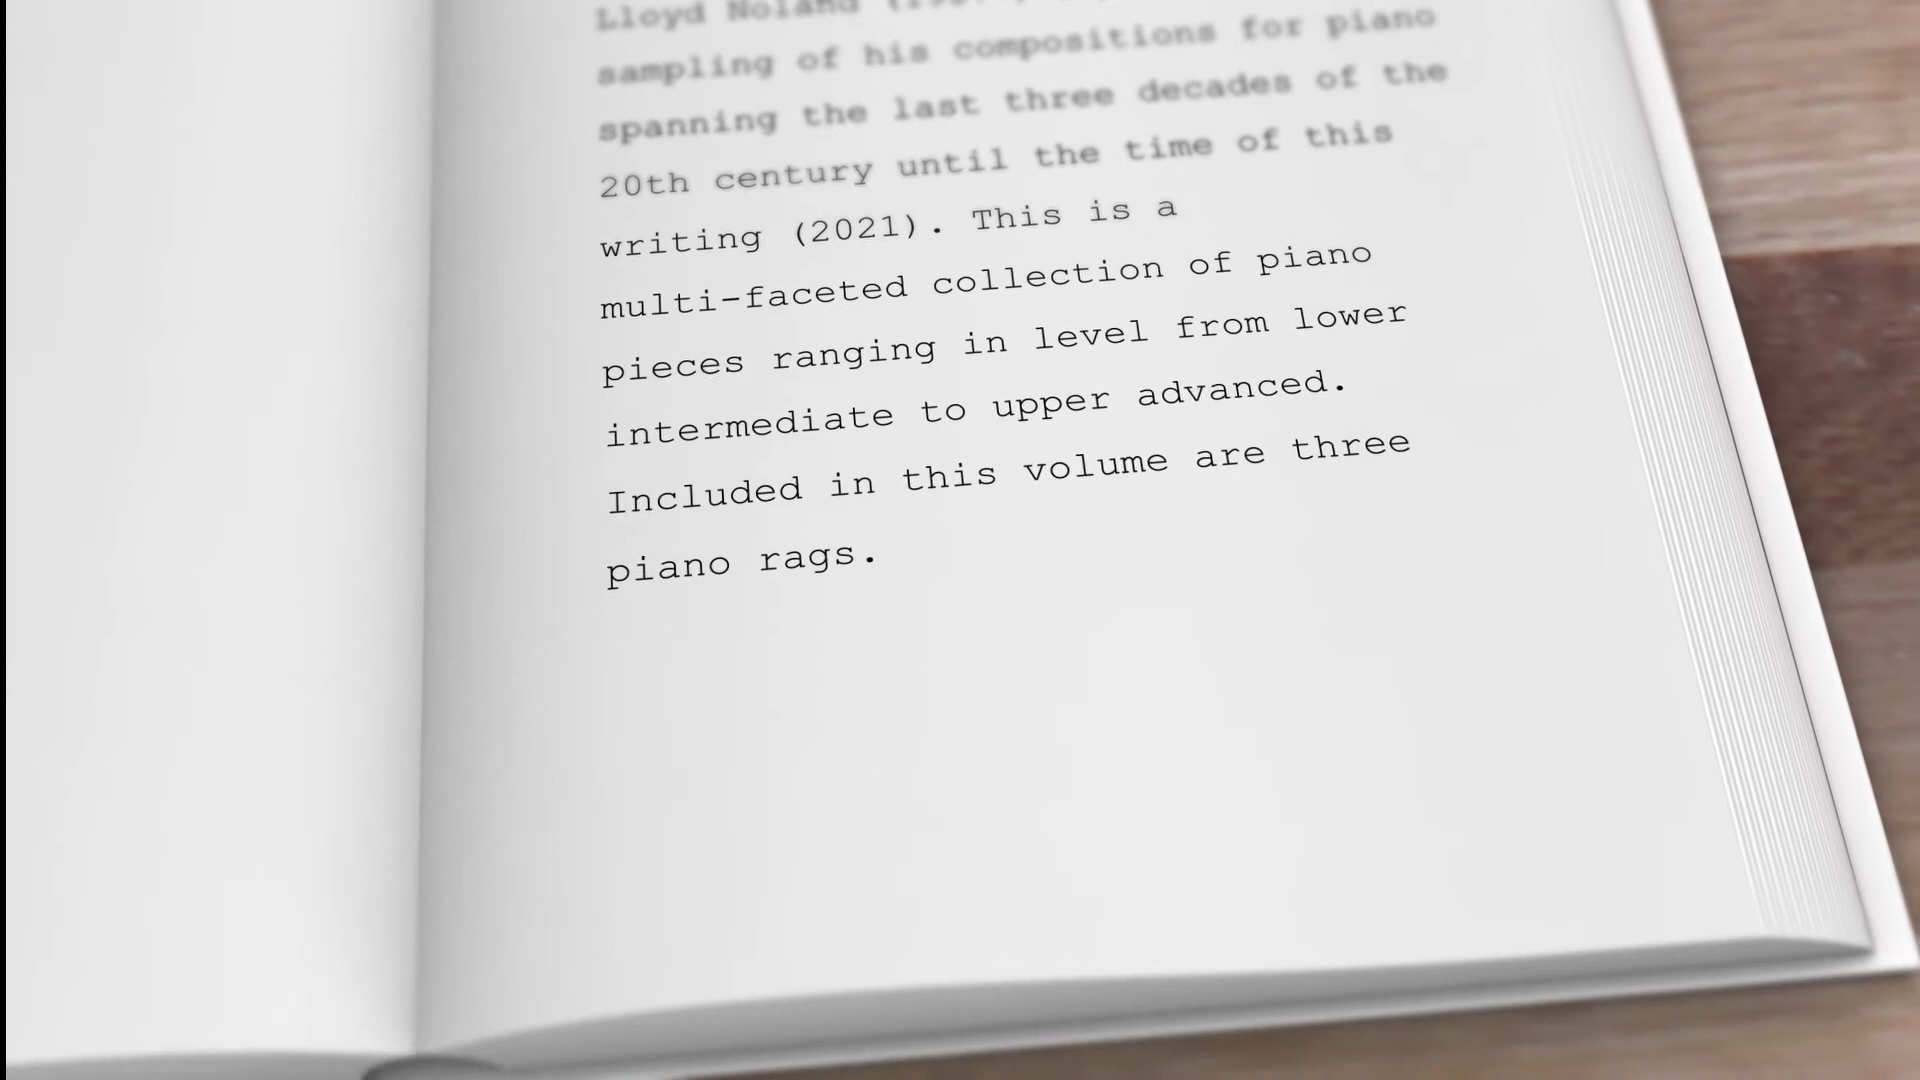 Lloyd Noland
sampling of his compositions for piano
spanning the last three decades of the
20th century until the time of this
writing (2021). This is a
multi-faceted collection of piano
pieces ranging in level from lower
intermediate to upper advanced.
Included in this volume are three
piano rags.